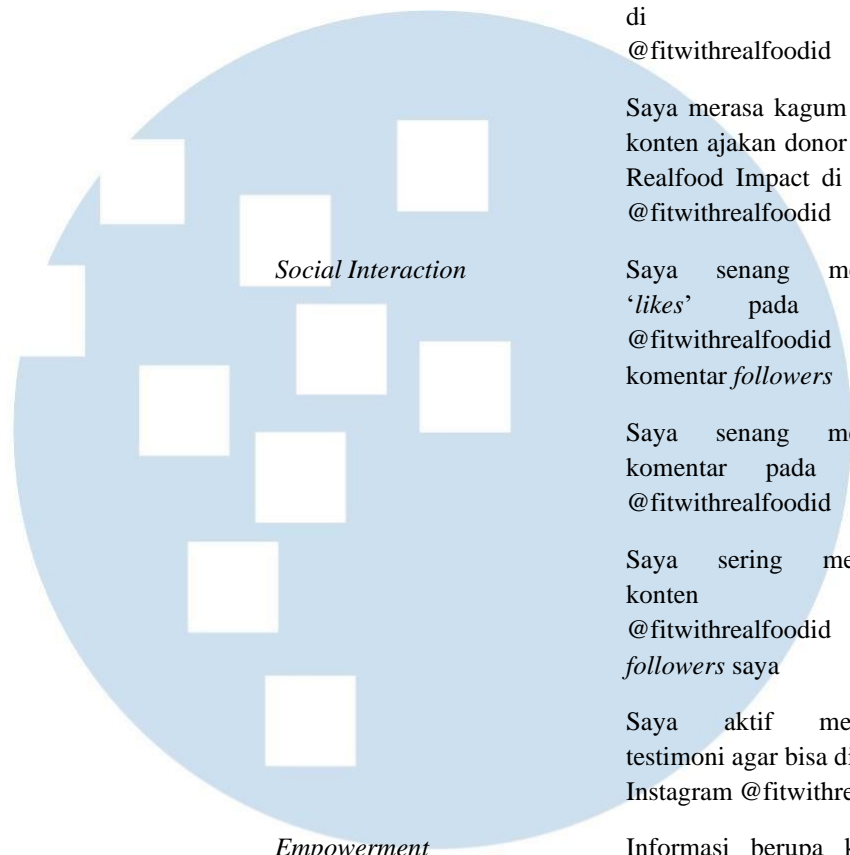 di
@fitwithrealfoodid
Saya merasa kagum
konten ajakan donor
Realfood Impact di
@fitwithrealfoodid
Social Interaction
Saya senang
'likes' pada
@fitwithrealfoodid
komentar followers
Saya senang
komentar pada
@fitwithrealfoodid
Saya sering
konten
@fitwithrealfoodid
followers saya
Saya aktif
testimoni agar bisa
Instagram
Empowerment
Informasi berupa